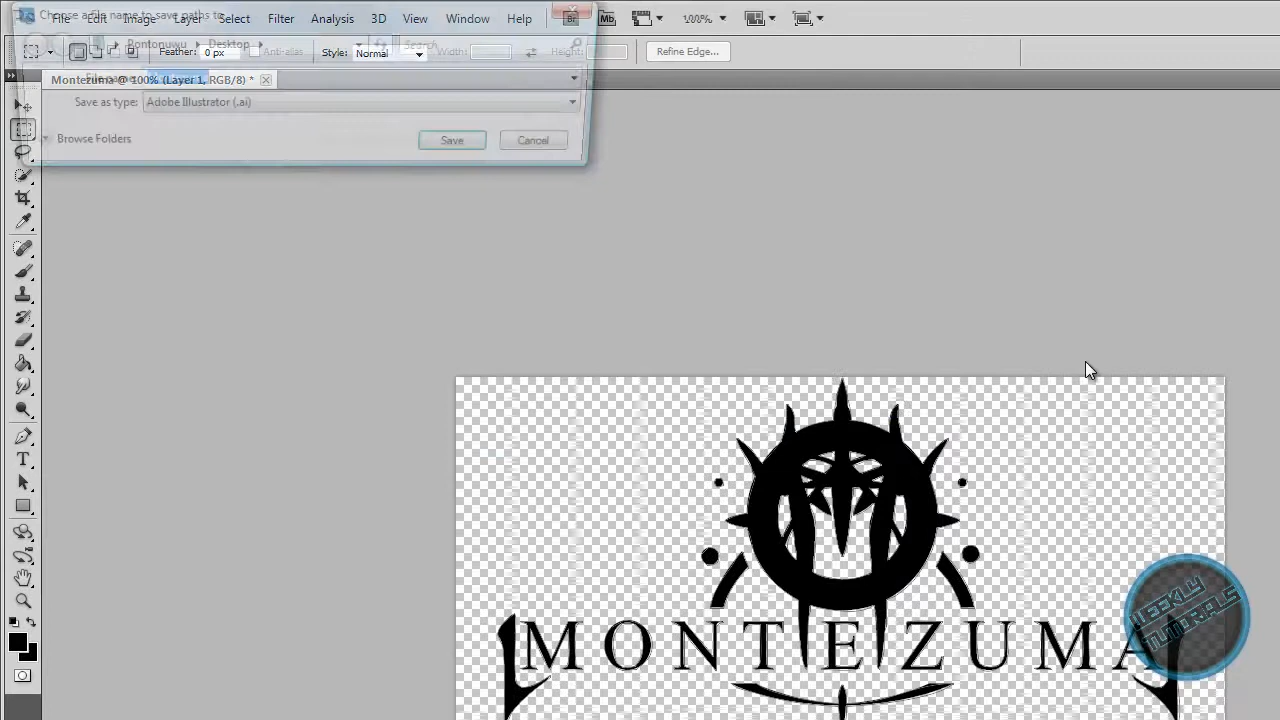 Choose a file name to save paths to
Edit Image Layer Select Filter Analysis 3D View Window Help Br Mb 100%
Bontonuwu Desktop Search
Feather: 0 px Anti-alias Style: Normal Width: Height: Refine Edge...
Montezuma @ 100% (Layer 1, RGB/8) *
Save as type: Adobe Illustrator (.ai)
Browse Folders Save Cancel
MONTEZUMA
WEEKLY
TUTORIALS